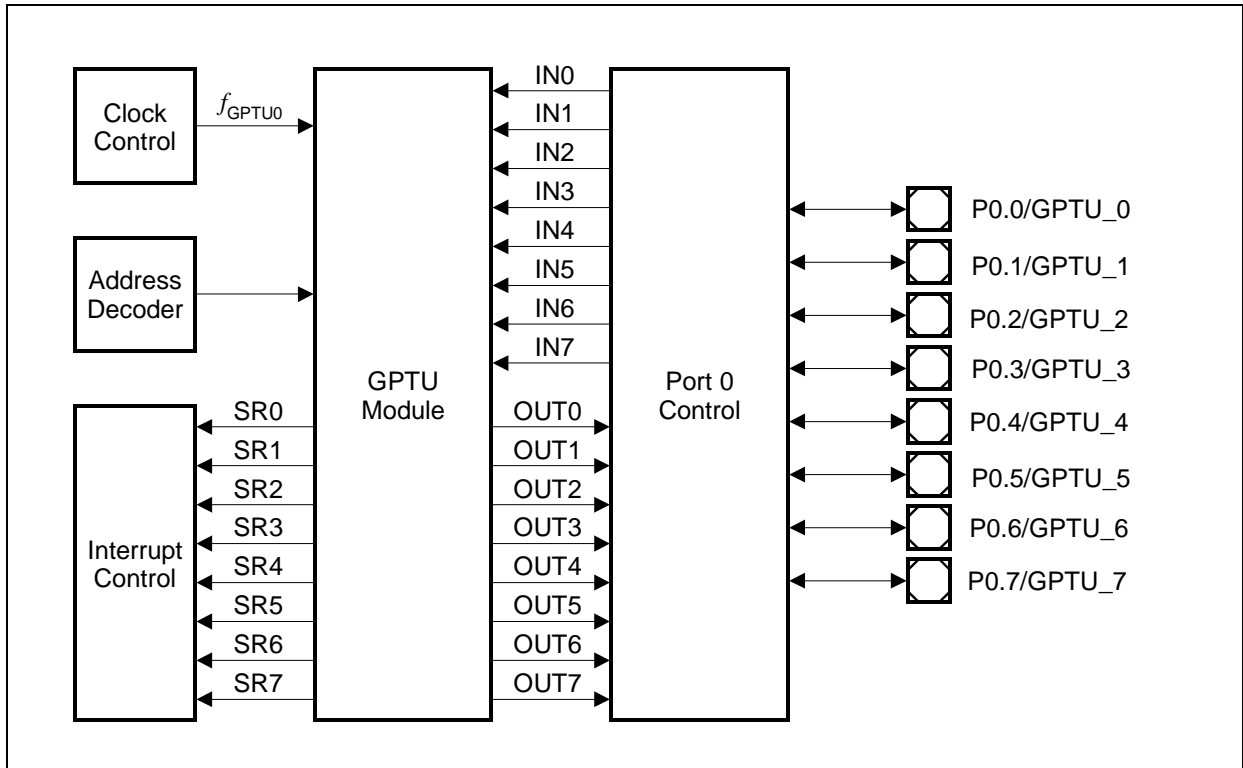 Clock
Control
fGPTU0
Address
Decoder
Interrupt
Control
SR0
SR1
SR2
SR3
SR4
SR5
SR6
SR7
GPTU
Module
IN0
IN1
IN2
IN3
IN4
IN5
IN6
IN7
OUT0
OUT1
OUT2
OUT3
OUT4
OUT5
OUT6
OUT7
Port 0
Control
P0.0/GPTU_0
P0.1/GPTU_1
P0.2/GPTU_2
P0.3/GPTU_3
P0.4/GPTU_4
P0.5/GPTU_5
P0.6/GPTU_6
P0.7/GPTU_7